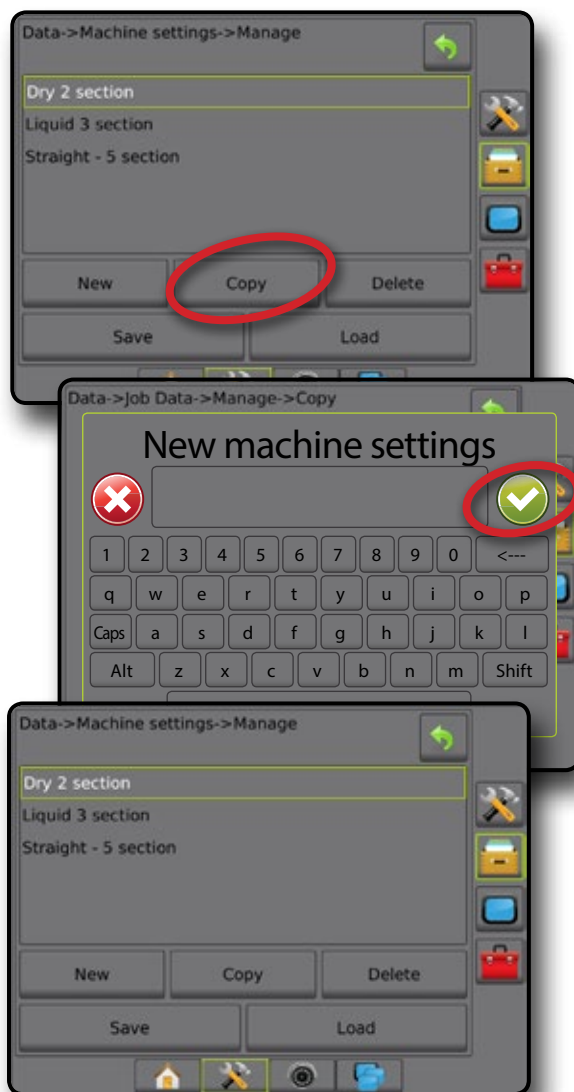 Data->Machine settings->Manage
Dry 2 section
Liquid 3 section
Straight - 5 section
New Copy Delete
Save Load
Data->Job Data->Manage->Copy
New machine settings
1 2 3 4 5 6 7 8 9 0 <---
q w e r t y u i o p
Caps a s d f g h j k l
Alt z x c v b n m Shift
Data->Machine settings->Manage
Dry 2 section
Liquid 3 section
Straight - 5 section
New Copy Delete
Save Load